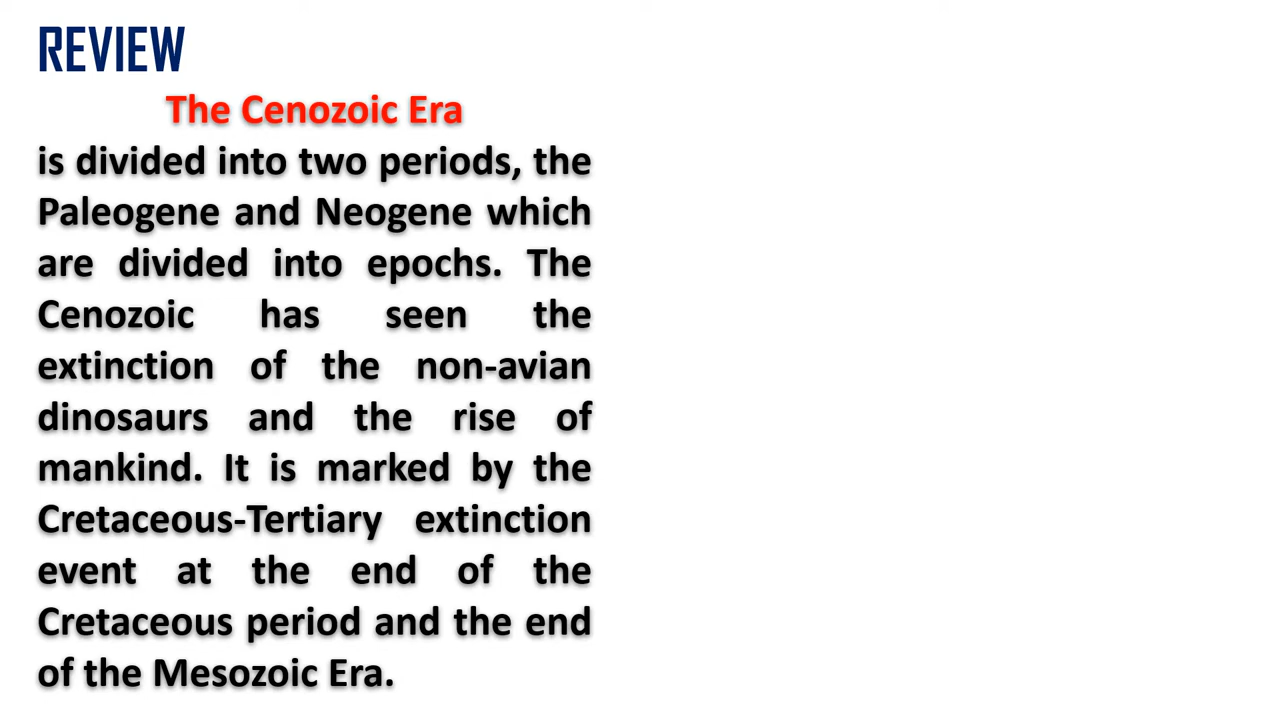 REVIEW
The Cenozoic Era
is divided into two periods, the
Paleogene and Neogene which
are divided into epochs. The
Cenozoic has seen the
extinction of the non-avian
dinosaurs and the rise of
mankind. It is marked by the
Cretaceous-Tertiary extinction
event at the end of the
Cretaceous period and the end
of the Mesozoic Era.